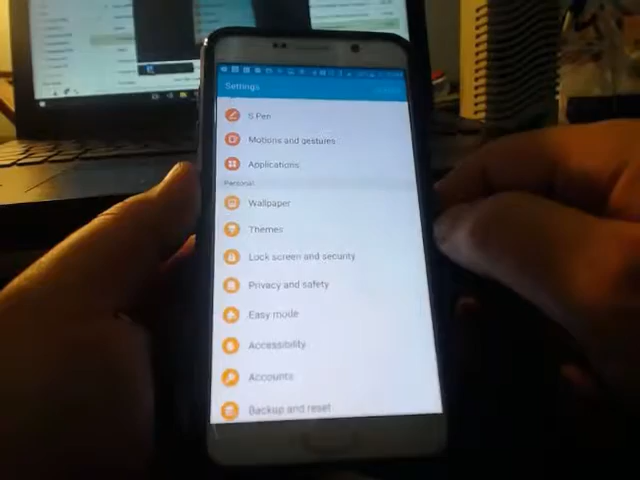 Settings
S Pen
Motions and gestures
Applications
Personal
Wallpaper
Themes
Lock screen and security
Privacy and safety
Easy mode
Accessibility
Accounts
Backup and reset